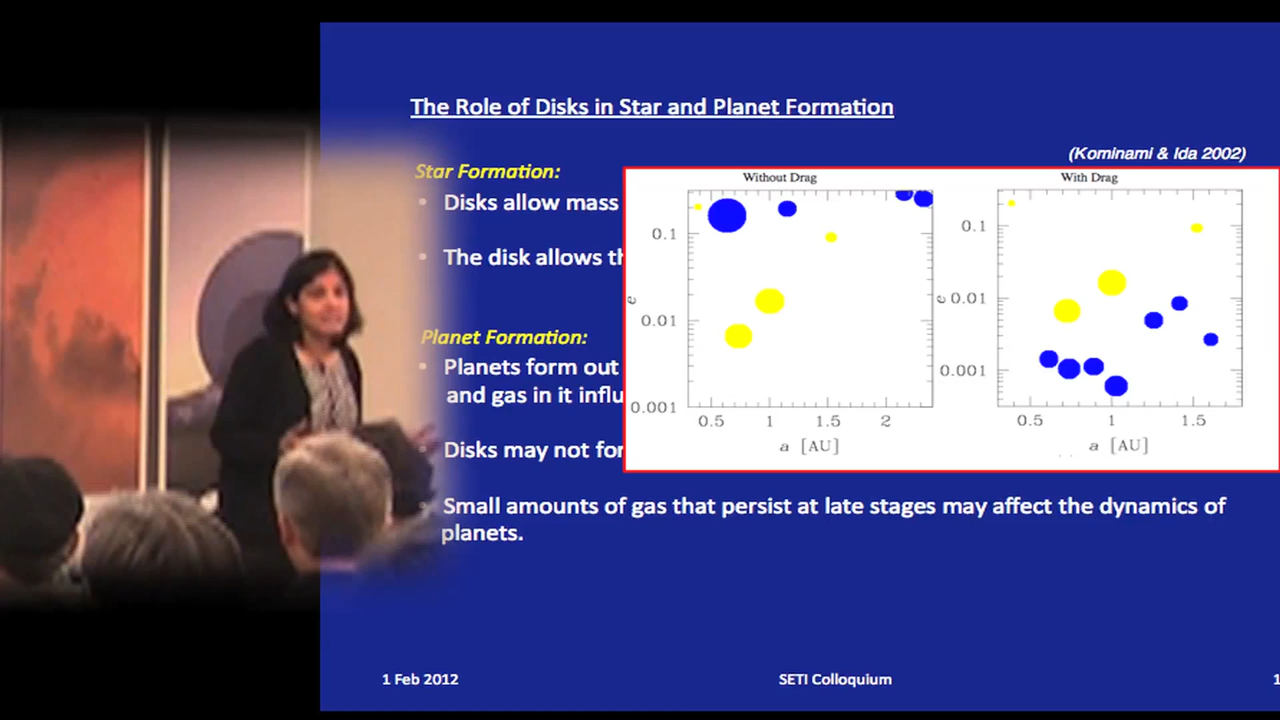 The Role of Disks in Star and Planet Formation
(Kominami & Ida 2002)
Star Formation:
• Disks allow mass
• The disk allows th
Planet Formation:
• Planets form out
and gas in it influ
• Disks may not for
• Small amounts of gas that persist at late stages may affect the dynamics of
planets.
Without Drag
e
0.1
0.01
0.001
0.5 1 1.5 2
a [AU]
With Drag
e
0.1
0.01
0.001
0.5 1 1.5
a [AU]
1 Feb 2012
SETI Colloquium
1